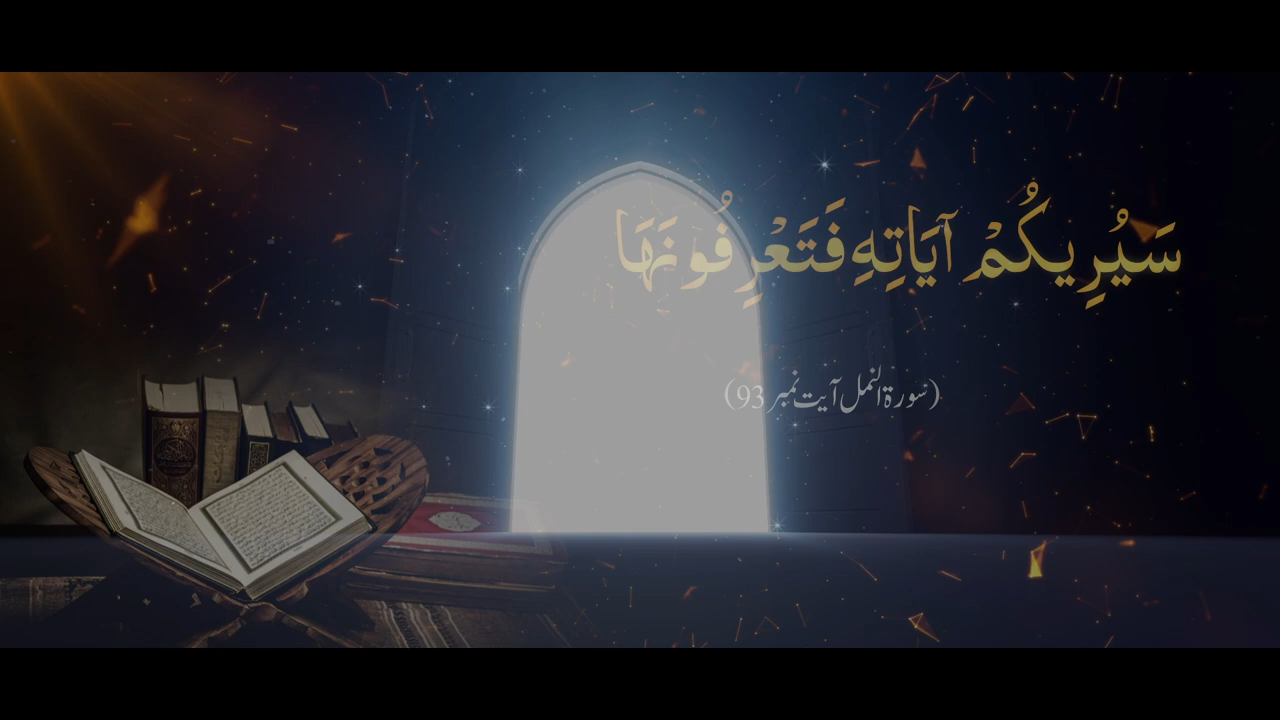 سَيُرِيكُمْ آيَاتِهِ فَتَعْرِفُونَهَا
(سورۃ النمل آیت نمبر 93)